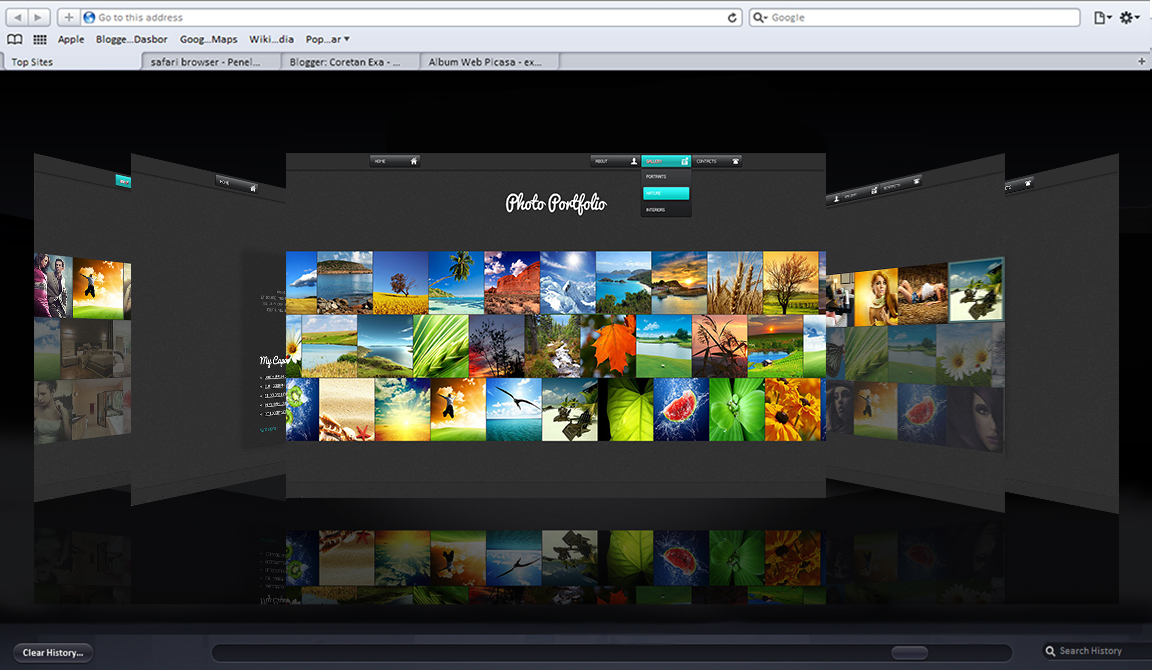 Go to this address
Google
Apple Blogge...Dasbor Goog...Maps Wiki...dia Pop...ar
Top Sites safari browser - Penel... Blogger: Coretan Exa - ... Album Web Picasa - ex...
HOME ABOUT GALLERY CONTACTS
PORTRAITS
NATURE
INTERIORS
Photo Portfolio
HOME
My Capa
Clear History...
Search History